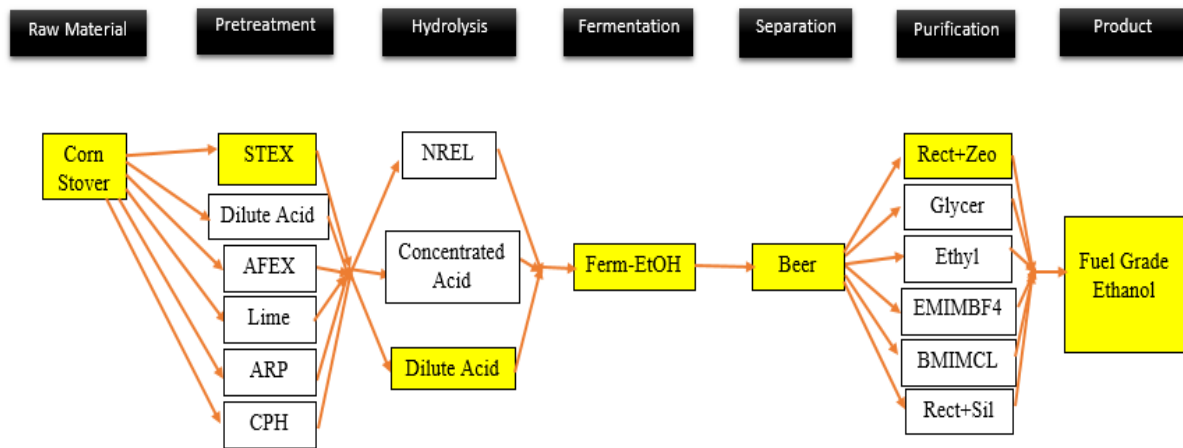 Raw Material
Pretreatment
Hydrolysis
Fermentation
Separation
Purification
Product
Corn
Stover
STEX
Dilute Acid
AFEX
Lime
ARP
CPH
NREL
Concentrated
Acid
Dilute Acid
Ferm-EtOH
Beer
Rect+Zeo
Glycer
Ethyl
EMIMBF4
BMIMCL
Rect+Sil
Fuel Grade
Ethanol